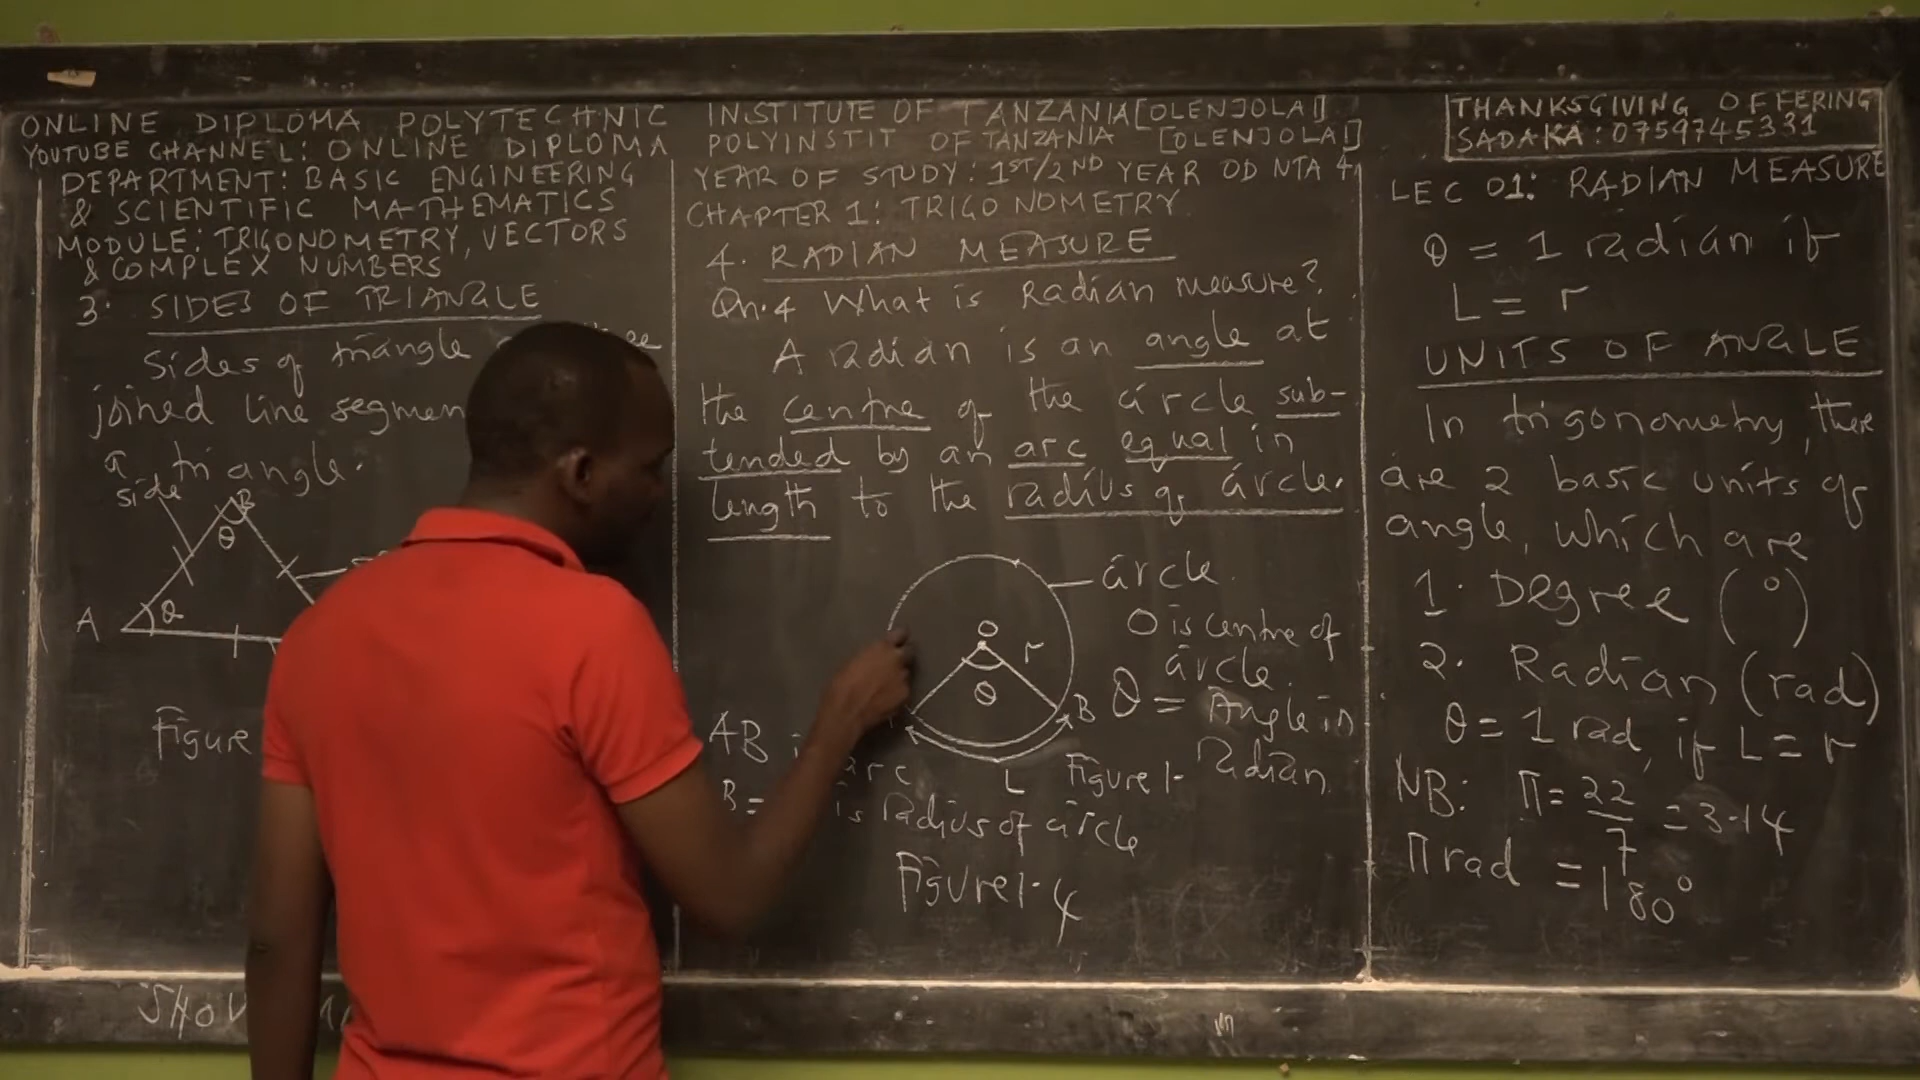 ONLINE DIPLOMA POLYTECHNIC INSTITUTE OF TANZANIA [OLENJOLAI]
YOUTUBE CHANNEL: ONLINE DIPLOMA POLYINSTIT OF TANZANIA [OLENJOLAI]
THANKSGIVING OFFERING
SADAKA: 0759745331
DEPARTMENT: BASIC ENGINEERING
& SCIENTIFIC MATHEMATICS
MODULE: TRIGONOMETRY, VECTORS
& COMPLEX NUMBERS
3. SIDES OF TRIANGLE
Sides of triangle
joined line segmen
a triangle.
side
B
θ
A
θ
Figure
SHOV
YEAR OF STUDY: 1ST/2ND YEAR OD NTA 4
CHAPTER 1: TRIGONOMETRY
4. RADIAN MEASURE
Qn.4 What is Radian measure?
A radian is an angle at
the centre of the circle sub-
tended by an arc equal in
length to the radius of circle.
circle.
O is centre of
circle.
O
r
θ
B
θ = Angle in
Radian
AB
arc
L
Figure 1.
B =
is radius of circle
Figure 1.4
LEC 01: RADIAN MEASURE
θ = 1 radian if
L = r
UNITS OF ANGLE
In trigonometry, there
are 2 basic units of
angle, which are
1. Degree (°)
2. Radian (rad)
θ = 1 rad, if L = r
NB: π = 22/7 = 3.14
π rad = 180°